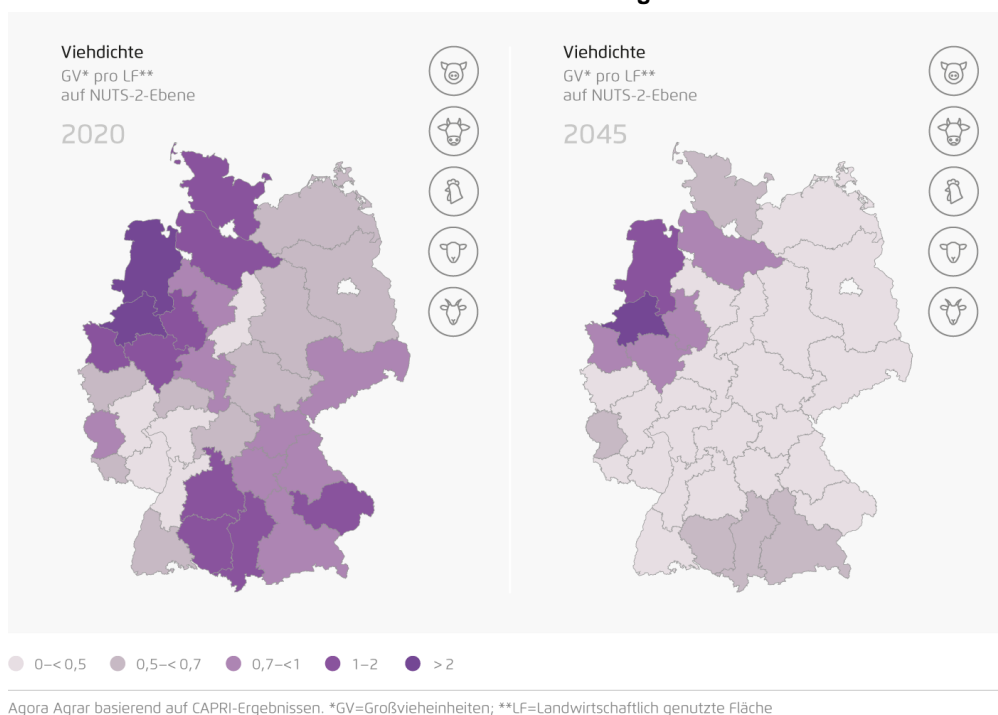 Viehdichte
GV* pro LF**
auf NUTS-2-Ebene
2020
Viehdichte
GV* pro LF**
auf NUTS-2-Ebene
2045
0–< 0,5
0,5–< 0,7
0,7–<1
1–2
> 2
Agora Agrar basierend auf CAPRI-Ergebnissen. *GV=Großvieheinheiten; **LF=Landwirtschaftlich genutzte Fläche